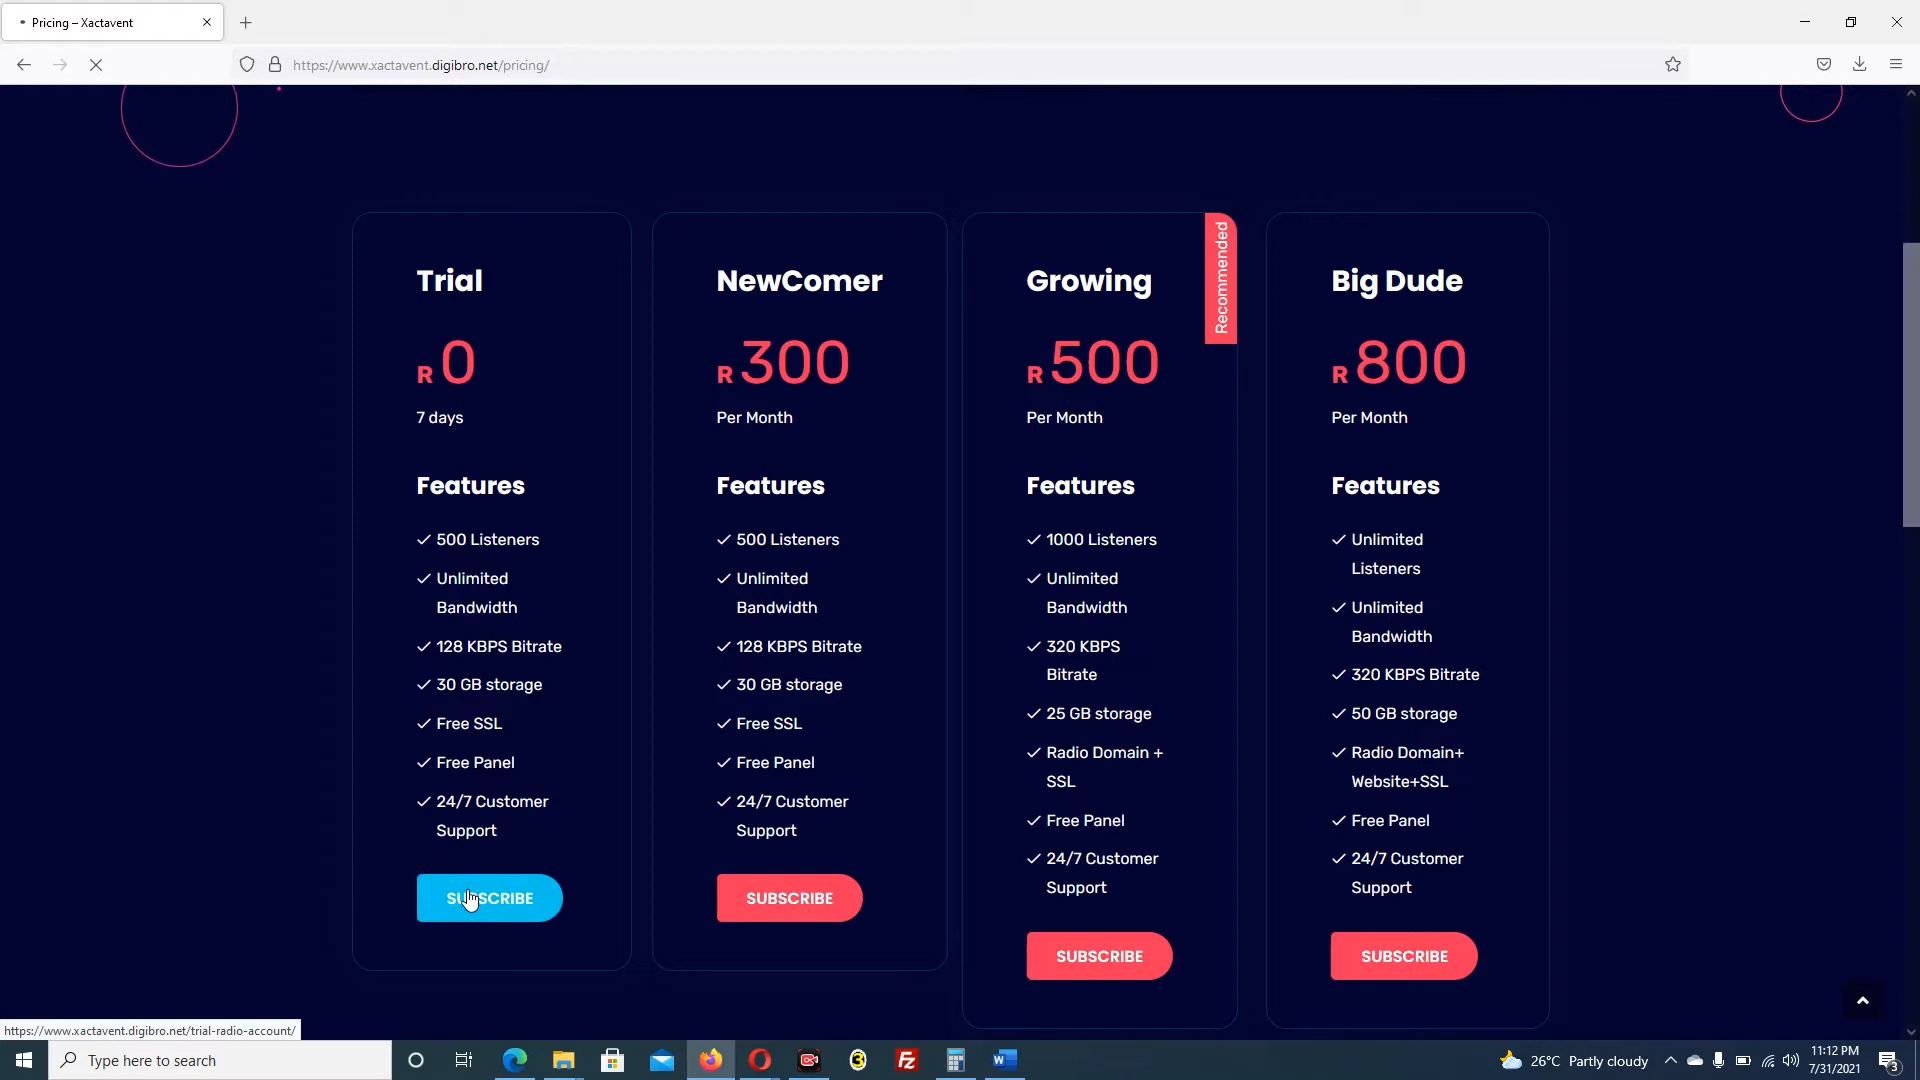 Pricing – Xactavent
https://www.xactavent.digibro.net/pricing/
Trial
R 0
7 days
Features
500 Listeners
Unlimited
Bandwidth
128 KBPS Bitrate
30 GB storage
Free SSL
Free Panel
24/7 Customer
Support
SUBSCRIBE
NewComer
R 300
Per Month
Features
500 Listeners
Unlimited
Bandwidth
128 KBPS Bitrate
30 GB storage
Free SSL
Free Panel
24/7 Customer
Support
SUBSCRIBE
Recommended
Growing
R 500
Per Month
Features
1000 Listeners
Unlimited
Bandwidth
320 KBPS
Bitrate
25 GB storage
Radio Domain +
SSL
Free Panel
24/7 Customer
Support
SUBSCRIBE
Big Dude
R 800
Per Month
Features
Unlimited
Listeners
Unlimited
Bandwidth
320 KBPS Bitrate
50 GB storage
Radio Domain+
Website+SSL
Free Panel
24/7 Customer
Support
SUBSCRIBE
https://www.xactavent.digibro.net/trial-radio-account/
Type here to search
3
FZ
W
26°C Partly cloudy
11:12 PM
7/31/2021
3